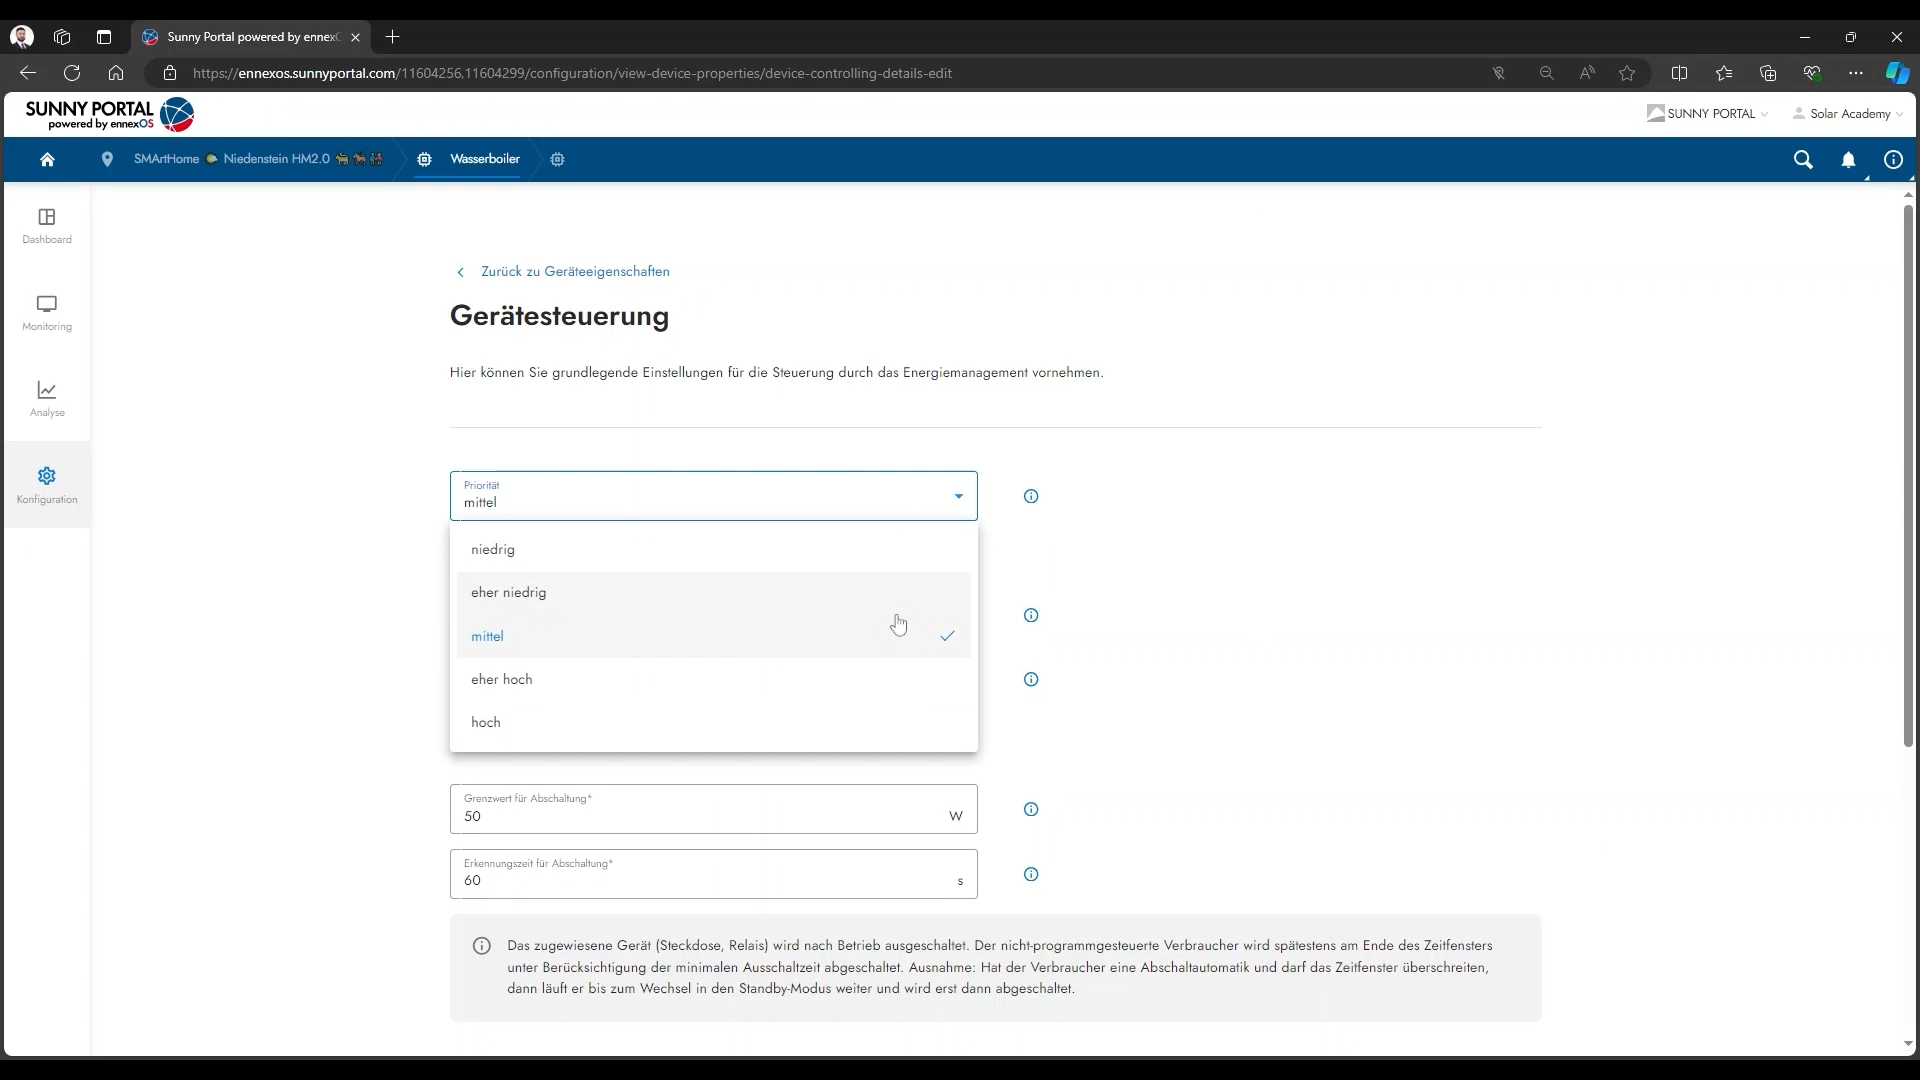 Sunny Portal powered by ennexO
https://ennexos.sunnyportal.com/11604256,11604299/configuration/view-device-properties/device-controlling-details-edit
SUNNY PORTAL
powered by ennexOS
SUNNY PORTAL
Solar Academy
SMArtHome Niedenstein HM2.0
Wasserboiler
Dashboard
Monitoring
Analyse
Konfiguration
Zurück zu Geräteeigenschaften
Gerätesteuerung
Hier können Sie grundlegende Einstellungen für die Steuerung durch das Energiemanagement vornehmen.
Priorität
mittel
niedrig
eher niedrig
mittel
eher hoch
hoch
Grenzwert für Abschaltung*
50 W
Erkennungszeit für Abschaltung*
60 s
Das zugewiesene Gerät (Steckdose, Relais) wird nach Betrieb ausgeschaltet. Der nicht-programmgesteuerte Verbraucher wird spätestens am Ende des Zeitfensters
unter Berücksichtigung der minimalen Ausschaltzeit abgeschaltet. Ausnahme: Hat der Verbraucher eine Abschaltautomatik und darf das Zeitfenster überschreiten,
dann läuft er bis zum Wechsel in den Standby-Modus weiter und wird erst dann abgeschaltet.